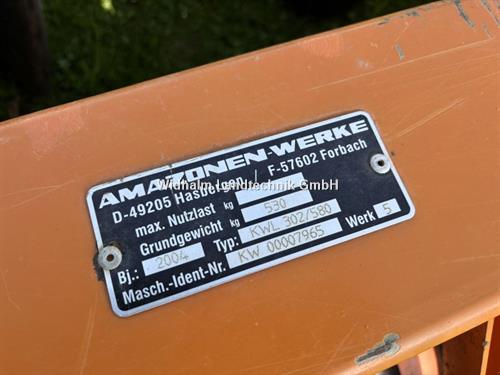 AMAZONEN-WERKE
D-49205 Hasbergen F-57602 Forbach
max. Nutzlast kg
Grundgewicht kg 530
Bj.: 2004 Typ: KWL 302/580 Werk 5
Masch.-Ident-Nr. KW 00007965
Widhalm Landtechnik GmbH